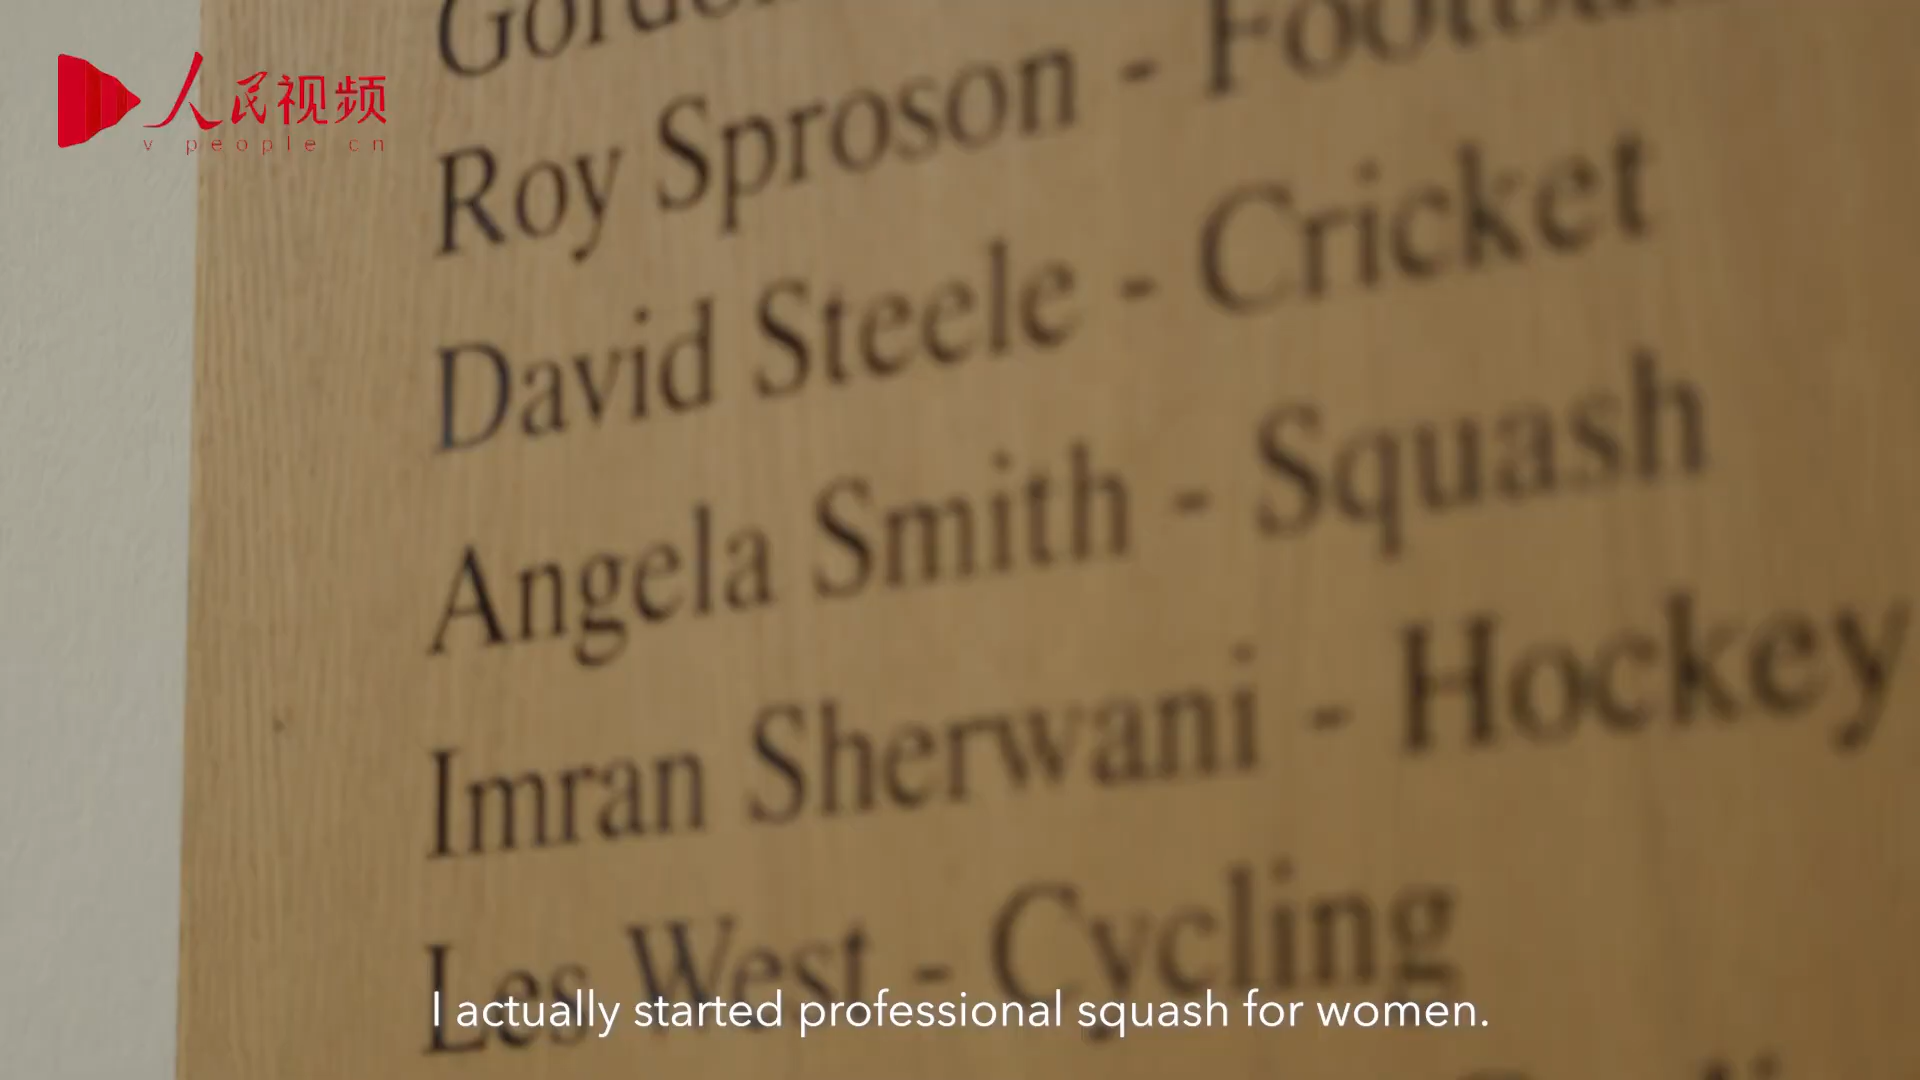 人民视频
v people cn
Roy Sproson - Football
David Steele - Cricket
Angela Smith - Squash
Imran Sherwani - Hockey
Les West - Cycling
I actually started professional squash for women.